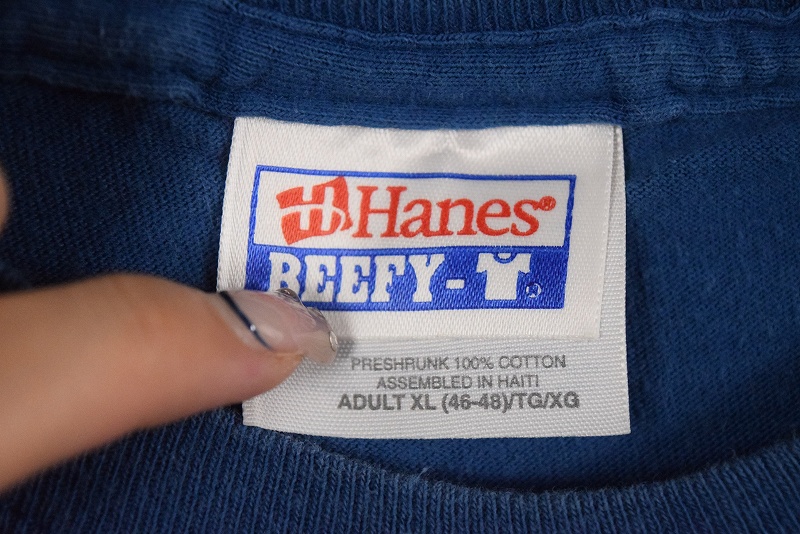 Hanes®
BEEFY-
PRESHRUNK 100% COTTON
ASSEMBLED IN HAITI
ADULT XL (46-48)/TG/XG